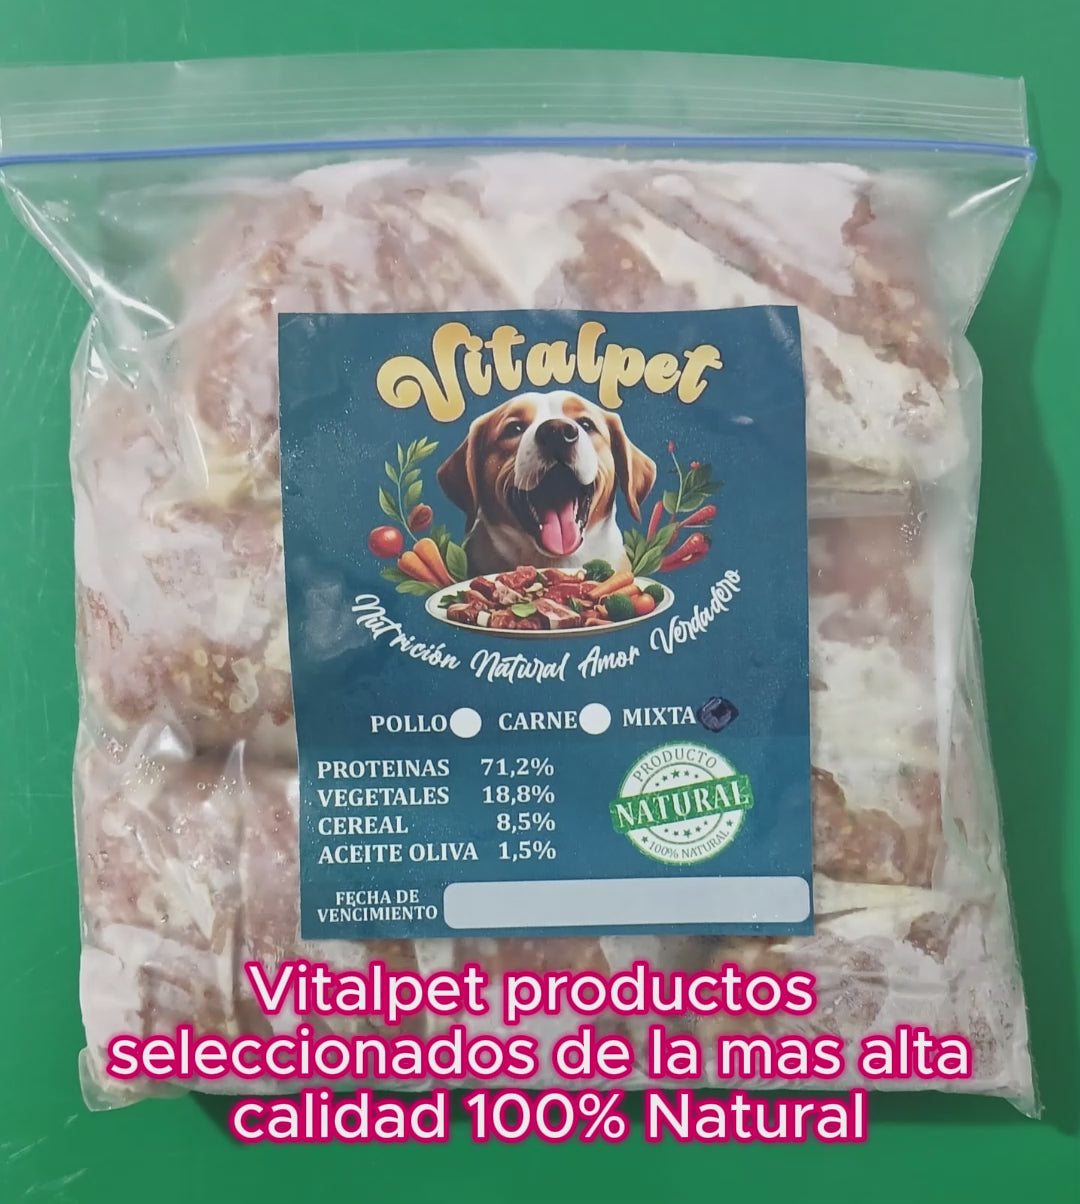 Vitalpet
Nutrición Natural Amor Verdadero
POLLO CARNE MIXTA
PROTEINAS 71,2%
VEGETALES 18,8%
CEREAL 8,5%
ACEITE OLIVA 1,5%
PRODUCTO
NATURAL
100% NATURAL
FECHA DE
VENCIMIENTO
Vitalpet productos
seleccionados de la mas alta
calidad 100% Natural